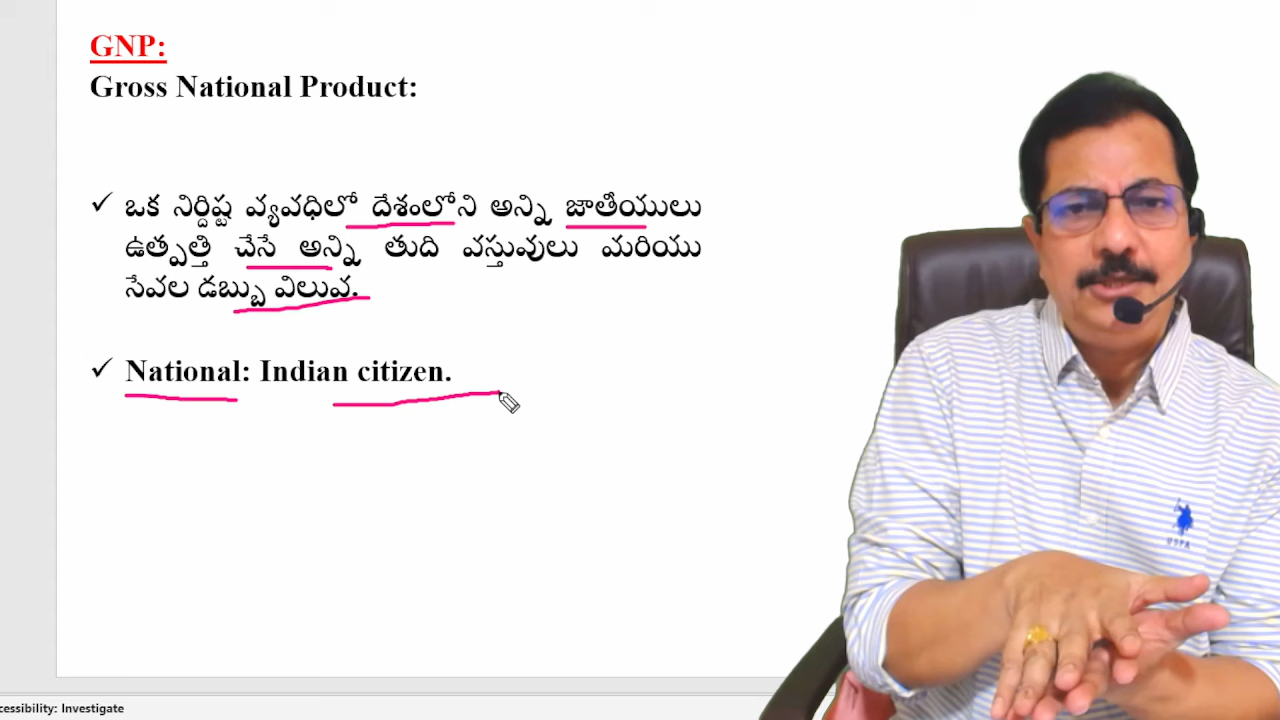 GNP:
Gross National Product:
✓ ఒక నిర్దిష్ట వ్యవధిలో దేశంలోని అన్ని జాతీయులు
ఉత్పత్తి చేసే అన్ని తుది వస్తువులు మరియు
సేవల డబ్బు విలువ.
✓ National: Indian citizen.
USPA
cessibility: Investigate